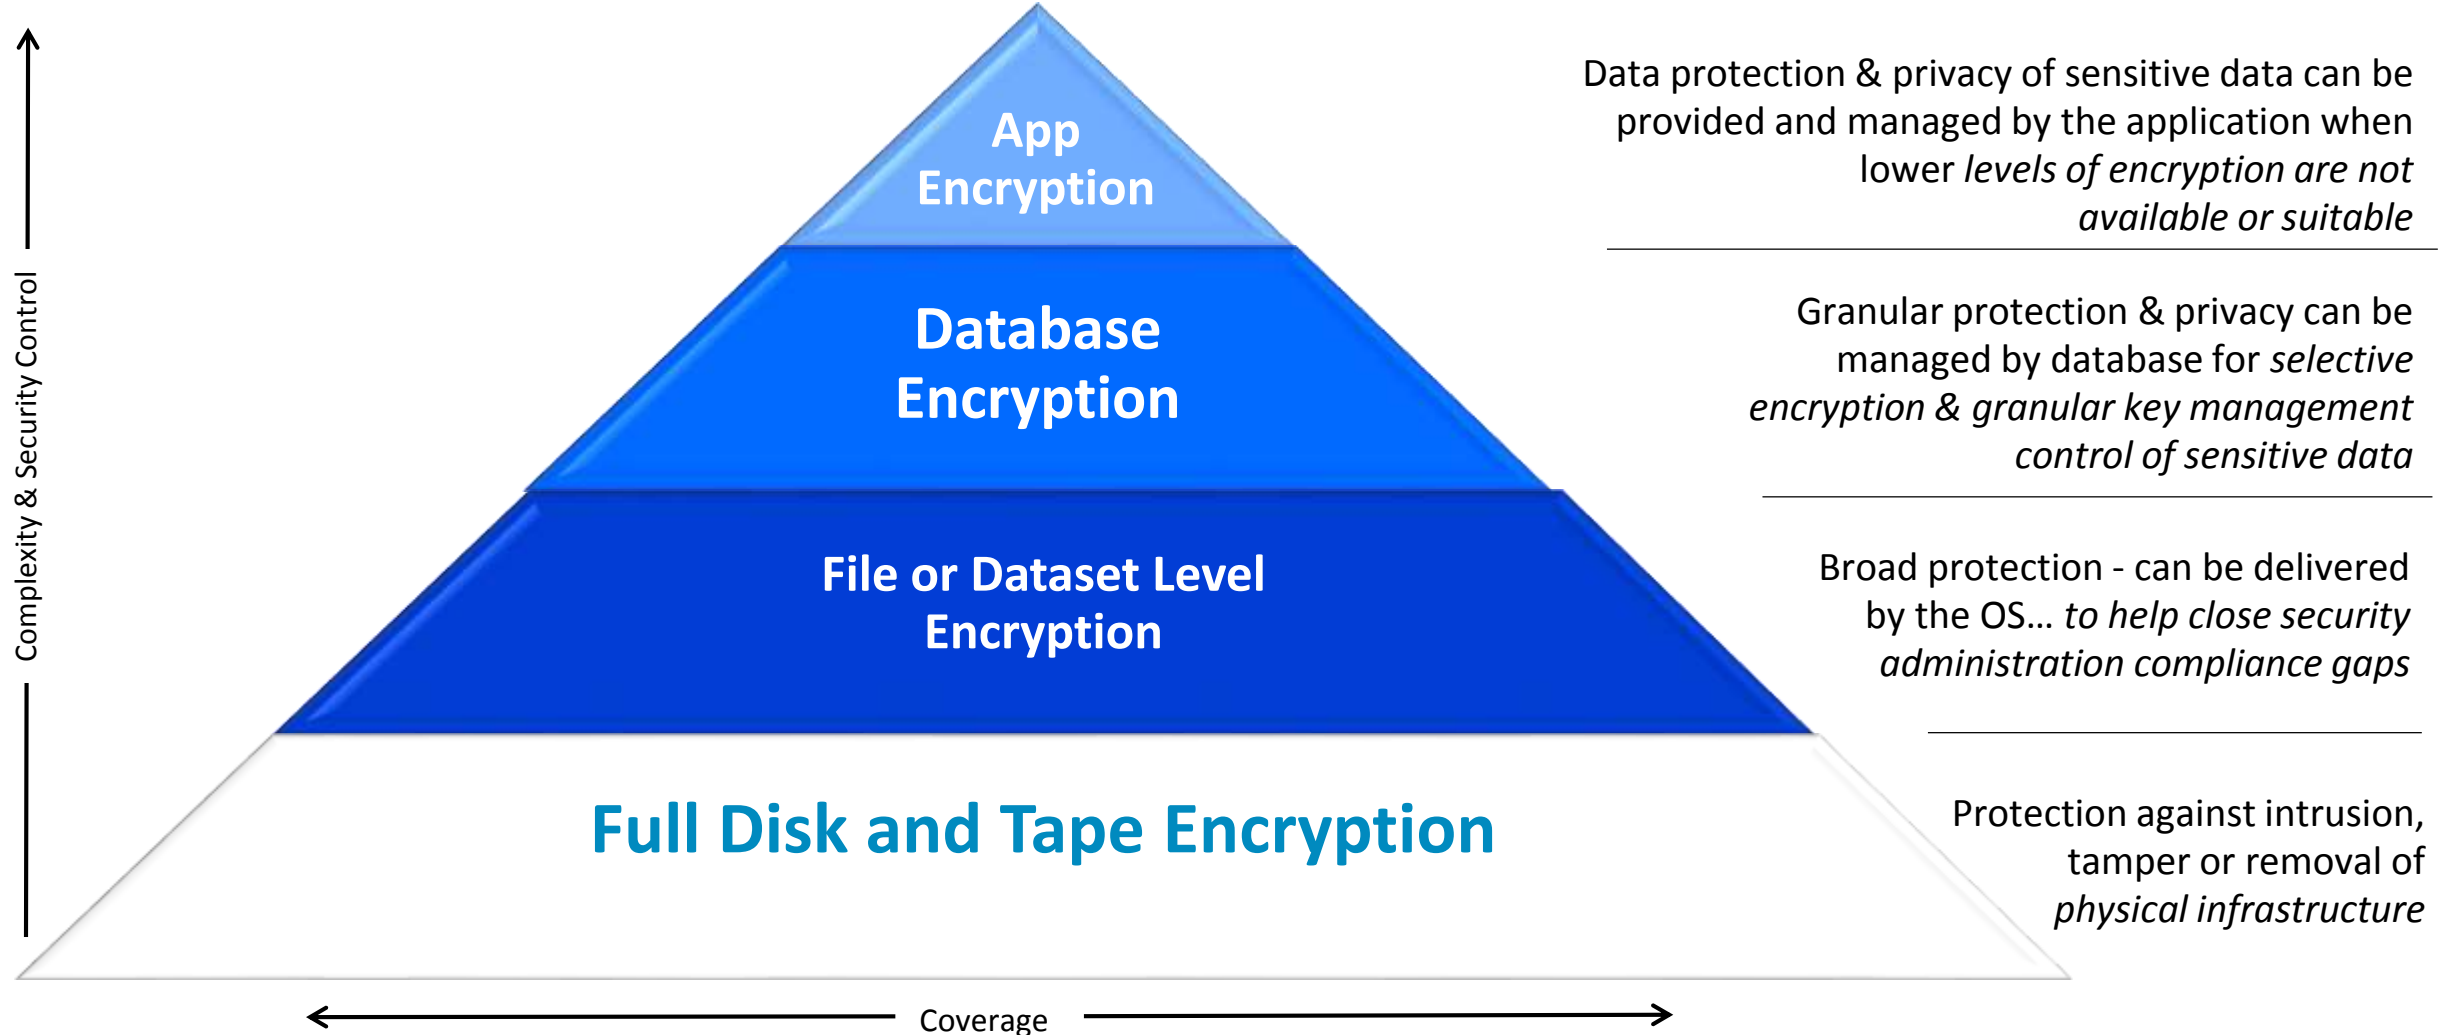 Complexity & Security Control
App
Encryption
Data protection & privacy of sensitive data can be
provided and managed by the application when
lower levels of encryption are not
available or suitable
Database
Encryption
Granular protection & privacy can be
managed by database for selective
encryption & granular key management
control of sensitive data
File or Dataset Level
Encryption
Broad protection - can be delivered
by the OS… to help close security
administration compliance gaps
Full Disk and Tape Encryption
Protection against intrusion,
tamper or removal of
physical infrastructure
Coverage